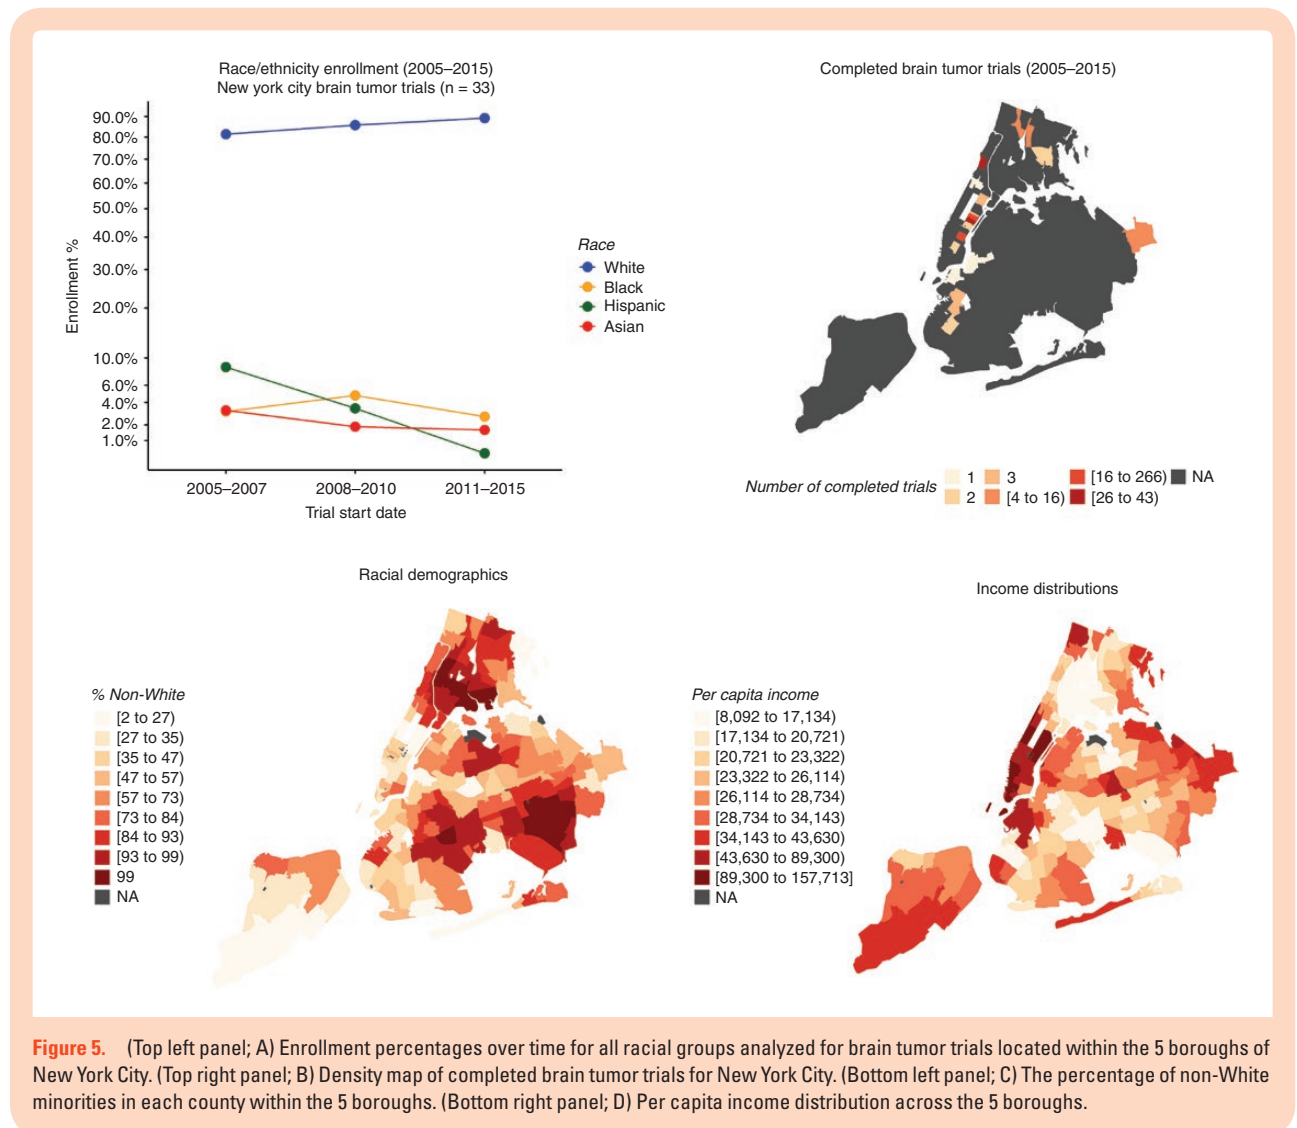 Race/ethnicity enrollment (2005–2015)
New york city brain tumor trials (n = 33)
90.0%
80.0%
70.0%
60.0%
50.0%
40.0%
30.0%
20.0%
10.0%
6.0%
4.0%
2.0%
1.0%
Enrollment %
2005–2007
2008–2010
2011–2015
Trial start date
Race
White
Black
Hispanic
Asian
Completed brain tumor trials (2005–2015)
Number of completed trials
1
2
3
[4 to 16)
[16 to 266)
[26 to 43)
NA
Racial demographics
% Non-White
[2 to 27)
[27 to 35)
[35 to 47)
[47 to 57)
[57 to 73)
[73 to 84)
[84 to 93)
[93 to 99)
99
NA
Income distributions
Per capita income
[8,092 to 17,134)
[17,134 to 20,721)
[20,721 to 23,322)
[23,322 to 26,114)
[26,114 to 28,734)
[28,734 to 34,143)
[34,143 to 43,630)
[43,630 to 89,300)
[89,300 to 157,713]
NA
Figure 5. (Top left panel; A) Enrollment percentages over time for all racial groups analyzed for brain tumor trials located within the 5 boroughs of
New York City. (Top right panel; B) Density map of completed brain tumor trials for New York City. (Bottom left panel; C) The percentage of non-White
minorities in each county within the 5 boroughs. (Bottom right panel; D) Per capita income distribution across the 5 boroughs.